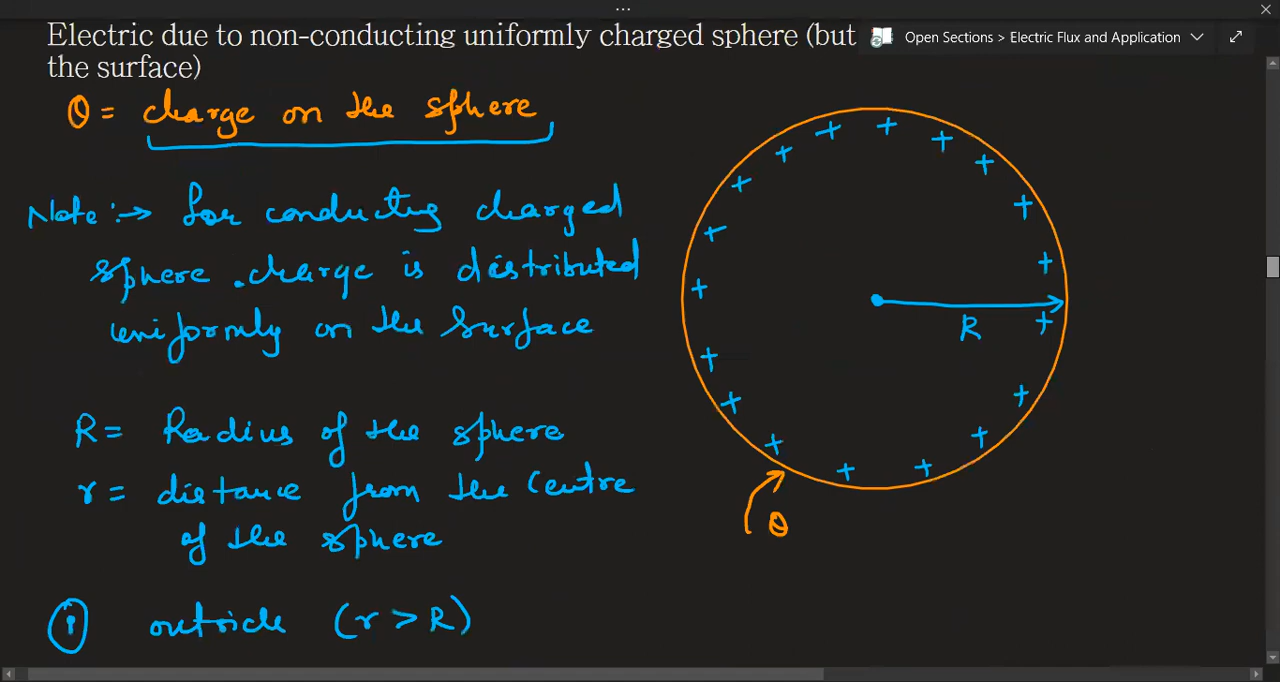 Electric due to non-conducting uniformly charged sphere (but
the surface)
Open Sections > Electric Flux and Application
Q = charge on the sphere
Note :→ for conducting charged
sphere . charge is distributed
uniformly on the surface
R = Radius of the sphere
r = distance from the centre
of the sphere
① outside (r > R)
R
Q